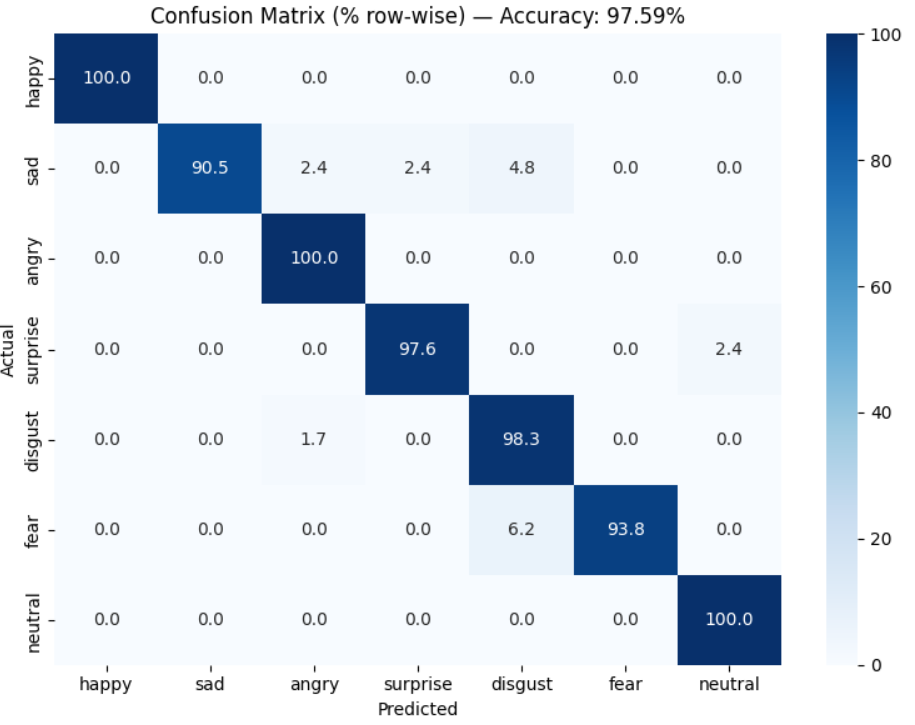 Confusion Matrix (% row-wise) — Accuracy: 97.59%
happy 100.0 0.0 0.0 0.0 0.0 0.0 0.0
sad 0.0 90.5 2.4 2.4 4.8 0.0 0.0
angry 0.0 0.0 100.0 0.0 0.0 0.0 0.0
surprise 0.0 0.0 0.0 97.6 0.0 0.0 2.4
disgust 0.0 0.0 1.7 0.0 98.3 0.0 0.0
fear 0.0 0.0 0.0 0.0 6.2 93.8 0.0
neutral 0.0 0.0 0.0 0.0 0.0 0.0 100.0
Actual
happy sad angry surprise disgust fear neutral
Predicted
100
80
60
40
20
0